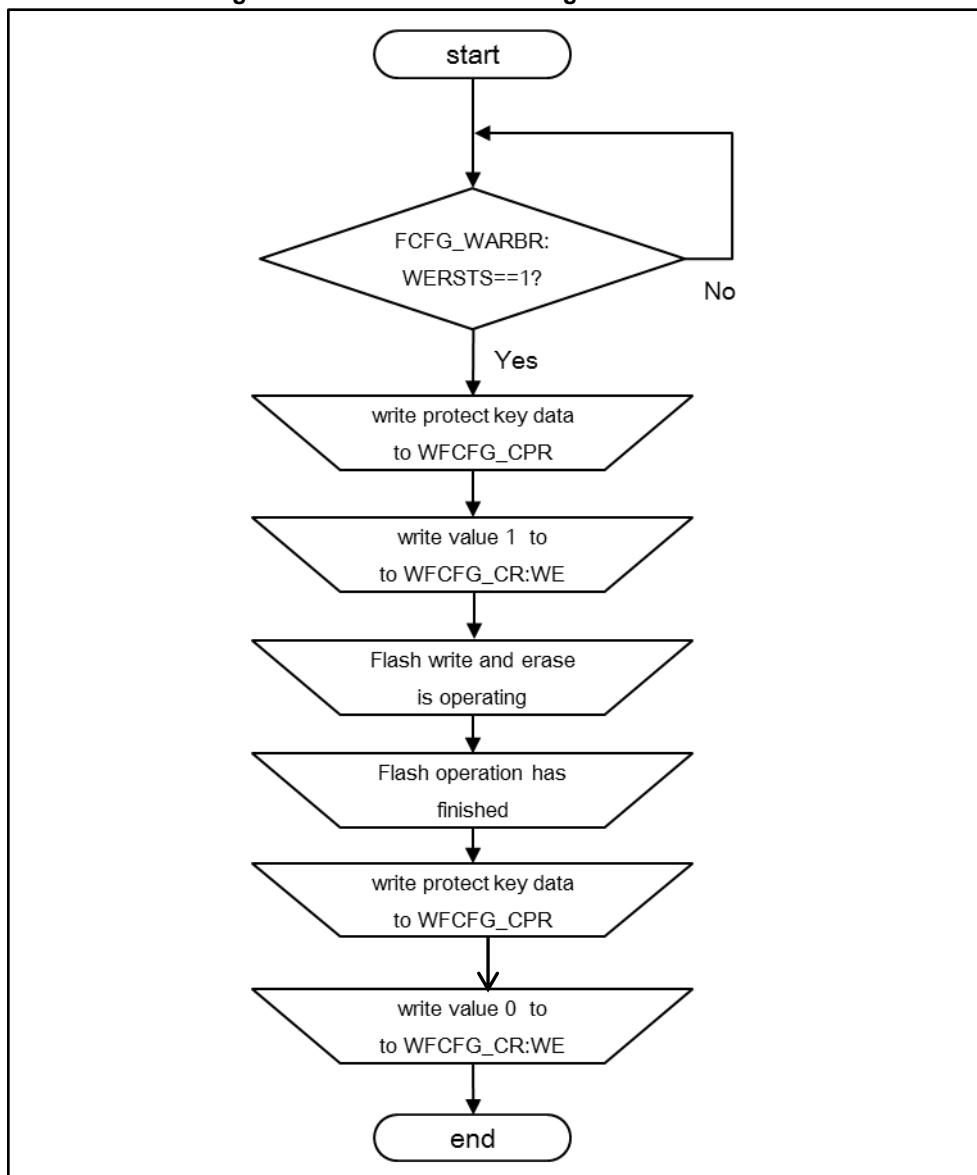 start
FCFG_WARBR:
WERSTS==1?
No
Yes
write protect key data
to WFCFG_CPR
write value 1 to
to WFCFG_CR:WE
Flash write and erase
is operating
Flash operation has
finished
write protect key data
to WFCFG_CPR
write value 0 to
to WFCFG_CR:WE
end